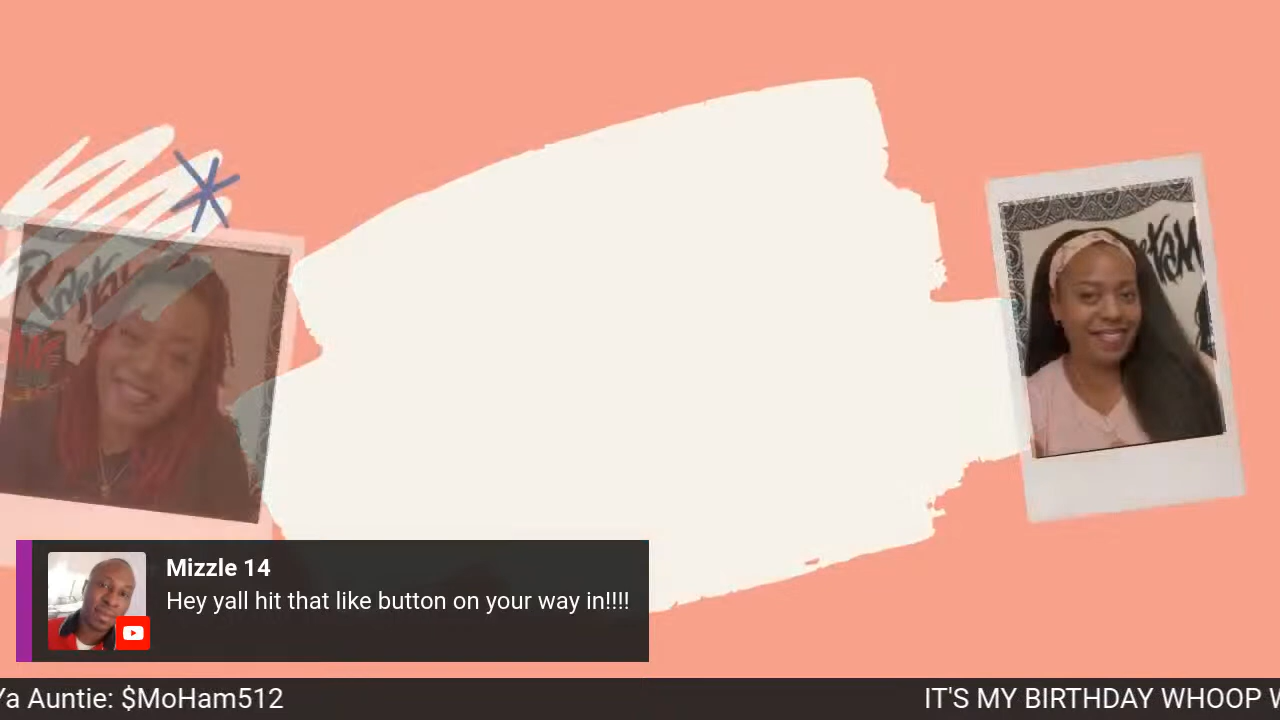 Mizzle 14
Hey yall hit that like button on your way in!!!!
Ya Auntie: $MoHam512
IT'S MY BIRTHDAY WHOOP